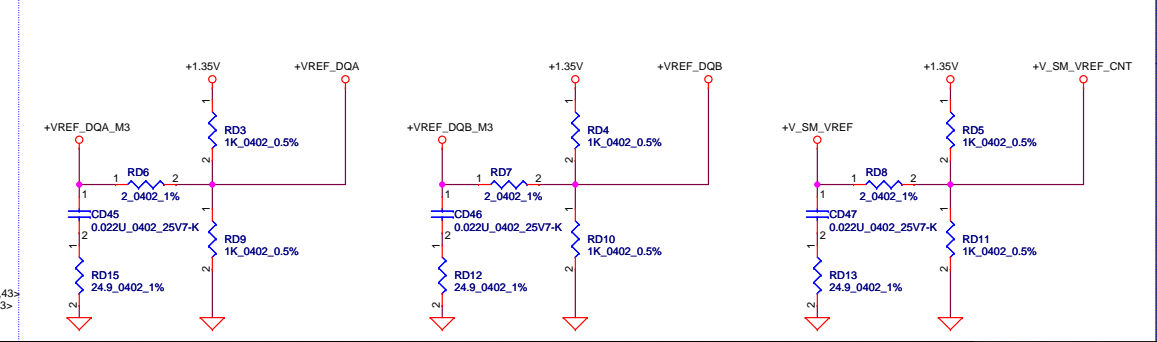 +1.35V
+VREF_DQA
+VREF_DQA_M3
1
RD3
1K_0402_0.5%
2
RD6
1
2
2_0402_1%
1
CD45
0.022U_0402_25V7-K
2
1
RD9
1K_0402_0.5%
2
1
RD15
24.9_0402_1%
2
+1.35V
+VREF_DQB
+VREF_DQB_M3
1
RD4
1K_0402_0.5%
2
RD7
1
2
2_0402_1%
1
CD46
0.022U_0402_25V7-K
2
1
RD10
1K_0402_0.5%
2
1
RD12
24.9_0402_1%
2
+1.35V
+V_SM_VREF_CNT
+V_SM_VREF
1
RD5
1K_0402_0.5%
2
RD8
1
2
2_0402_1%
1
CD47
0.022U_0402_25V7-K
2
1
RD11
1K_0402_0.5%
2
1
RD13
24.9_0402_1%
2
43>
3>